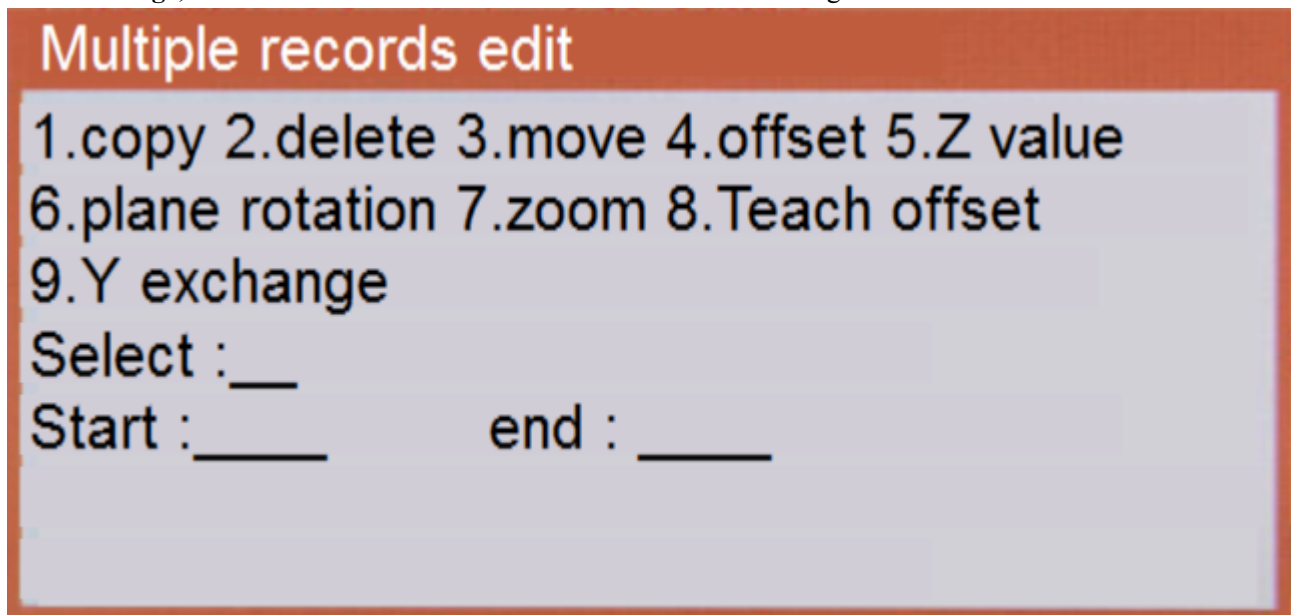 Multiple records edit
1.copy 2.delete 3.move 4.offset 5.Z value
6.plane rotation 7.zoom 8.Teach offset
9.Y exchange
Select :__
Start :____ end : ____